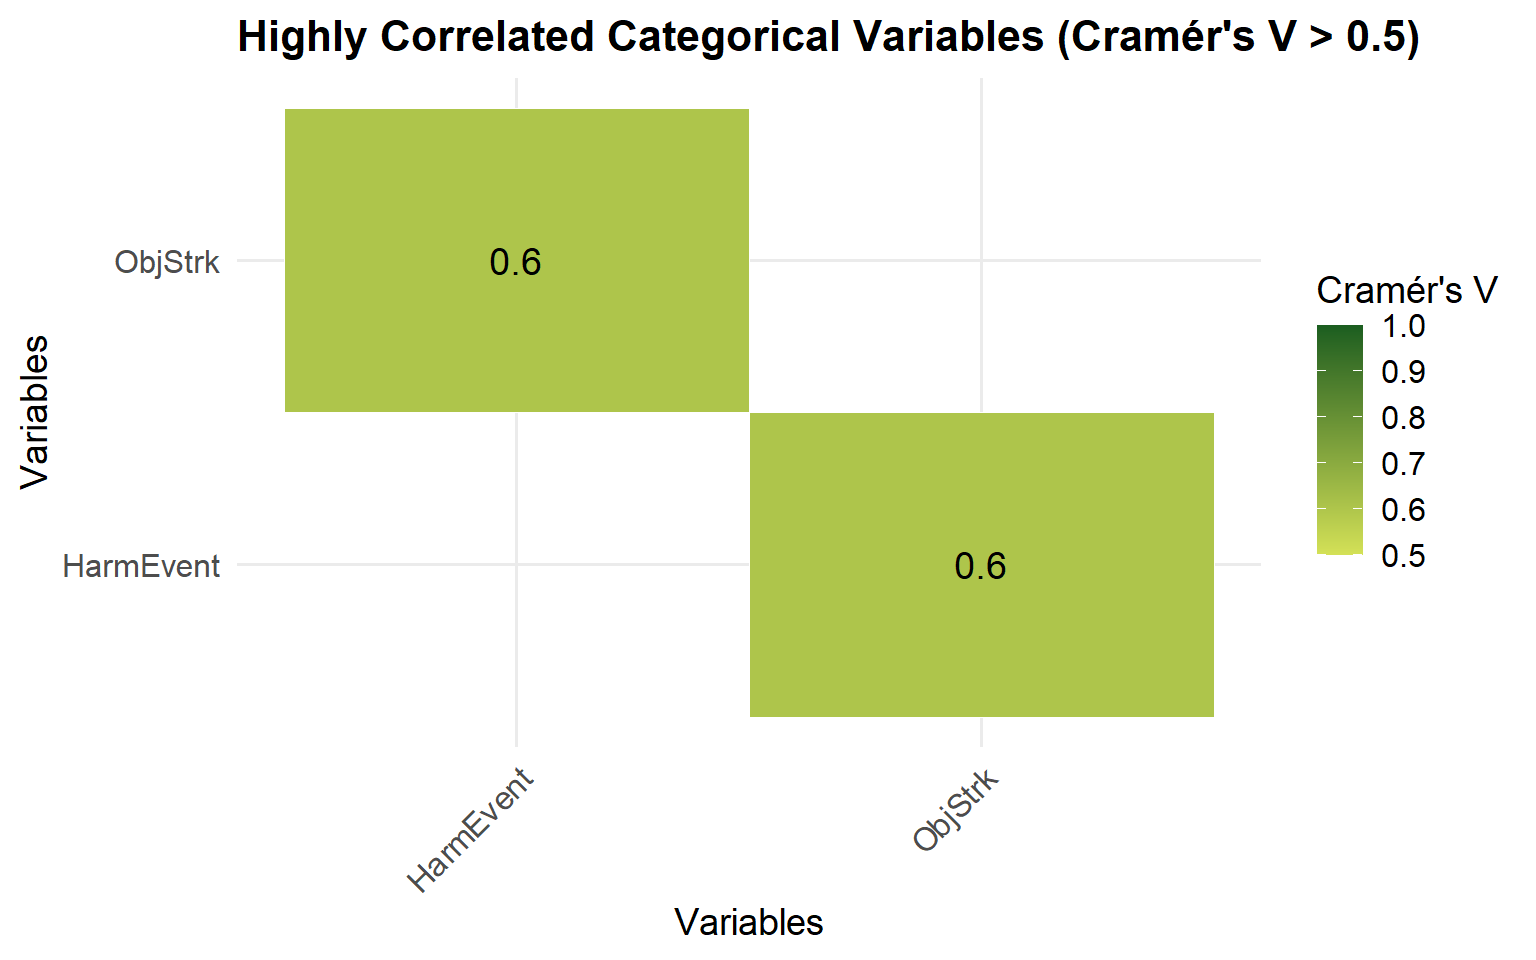 Highly Correlated Categorical Variables (Cramér's V > 0.5)
Variables
ObjStrk
HarmEvent
0.6
0.6
HarmEvent
ObjStrk
Variables
Cramér's V
1.0
0.9
0.8
0.7
0.6
0.5